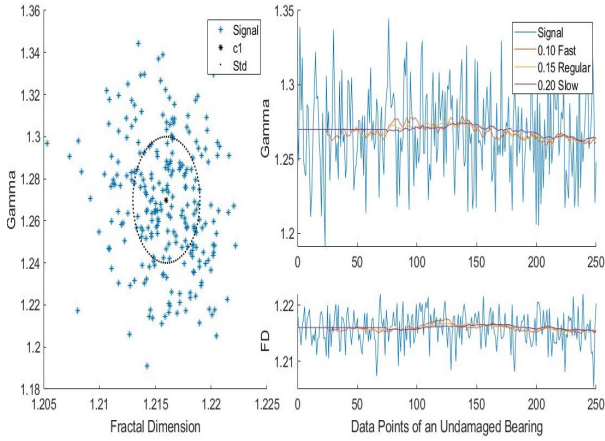 1.36
1.34
1.32
1.3
1.28
1.26
1.24
1.22
1.2
1.18
Gamma
1.205
1.21
1.215
1.22
1.225
Fractal Dimension
Signal
c1
Std
1.35
1.3
1.25
1.2
Gamma
0
50
100
150
200
250
Signal
0.10 Fast
0.15 Regular
0.20 Slow
1.22
1.21
FD
0
50
100
150
200
250
Data Points of an Undamaged Bearing